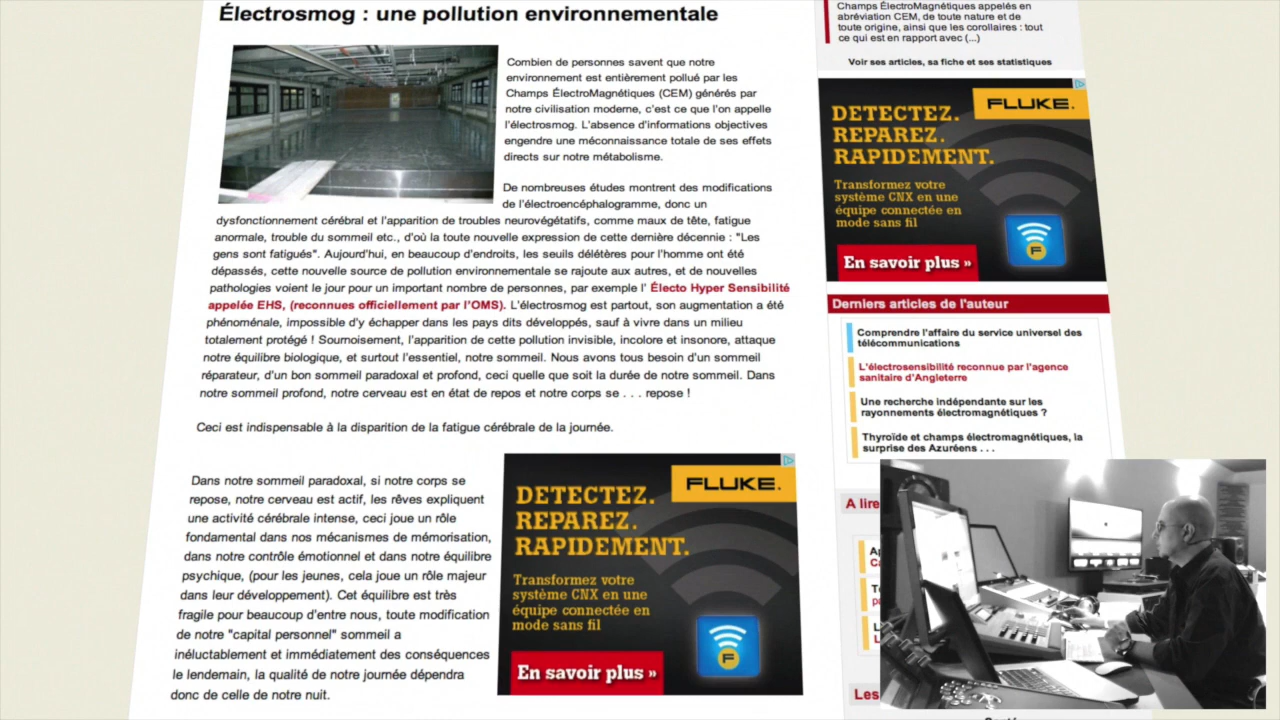 Électrosmog : une pollution environnementale
Combien de personnes savent que notre
environnement est entièrement pollué par les
Champs ÉlectroMagnétiques (CEM) générés par
notre civilisation moderne, c'est ce que l'on appelle
l'électrosmog. L'absence d'informations objectives
engendre une méconnaissance totale de ses effets
directs sur notre métabolisme.
De nombreuses études montrent des modifications
de l'électroencéphalogramme, donc un
dysfonctionnement cérébral et l'apparition de troubles neurovégétatifs, comme maux de tête, fatigue
anormale, trouble du sommeil etc., d'où la toute nouvelle expression de cette dernière décennie : "Les
gens sont fatigués". Aujourd'hui, en beaucoup d'endroits, les seuils délétères pour l'homme ont été
dépassés, cette nouvelle source de pollution environnementale se rajoute aux autres, et de nouvelles
pathologies voient le jour pour un important nombre de personnes, par exemple l' Électo Hyper Sensibilité
appelée EHS, (reconnues officiellement par l'OMS). L'électrosmog est partout, son augmentation a été
phénoménale, impossible d'y échapper dans les pays dits développés, sauf à vivre dans un milieu
totalement protégé ! Sournoisement, l'apparition de cette pollution invisible, incolore et insonore, attaque
notre équilibre biologique, et surtout l'essentiel, notre sommeil. Nous avons tous besoin d'un sommeil
réparateur, d'un bon sommeil paradoxal et profond, ceci quelle que soit la durée de notre sommeil. Dans
notre sommeil profond, notre cerveau est en état de repos et notre corps se . . . repose !
Ceci est indispensable à la disparition de la fatigue cérébrale de la journée.
Dans notre sommeil paradoxal, si notre corps se
repose, notre cerveau est actif, les rêves expliquent
une activité cérébrale intense, ceci joue un rôle
fondamental dans nos mécanismes de mémorisation,
dans notre contrôle émotionnel et dans notre équilibre
psychique, (pour les jeunes, cela joue un rôle majeur
dans leur développement). Cet équilibre est très
fragile pour beaucoup d'entre nous, toute modification
de notre "capital personnel" sommeil a
inéluctablement et immédiatement des conséquences
le lendemain, la qualité de notre journée dépendra
donc de celle de notre nuit.
FLUKE.
DETECTEZ.
REPAREZ.
RAPIDEMENT.
Transformez votre
système CNX en une
équipe connectée en
mode sans fil
F
En savoir plus »
Champs ÉlectroMagnétiques appelés en
abréviation CEM, de toute nature et de
toute origine, ainsi que les corollaires : tout
ce qui est en rapport avec (...)
Voir ses articles, sa fiche et ses statistiques
FLUKE.
DETECTEZ.
REPAREZ.
RAPIDEMENT.
Transformez votre
système CNX en une
équipe connectée en
mode sans fil
F
En savoir plus »
Derniers articles de l'auteur
Comprendre l'affaire du service universel des
télécommunications
L'électrosensibilité reconnue par l'agence
sanitaire d'Angleterre
Une recherche indépendante sur les
rayonnements électromagnétiques ?
Thyroïde et champs électromagnétiques, la
surprise des Azuréens . . .
A lire
Les